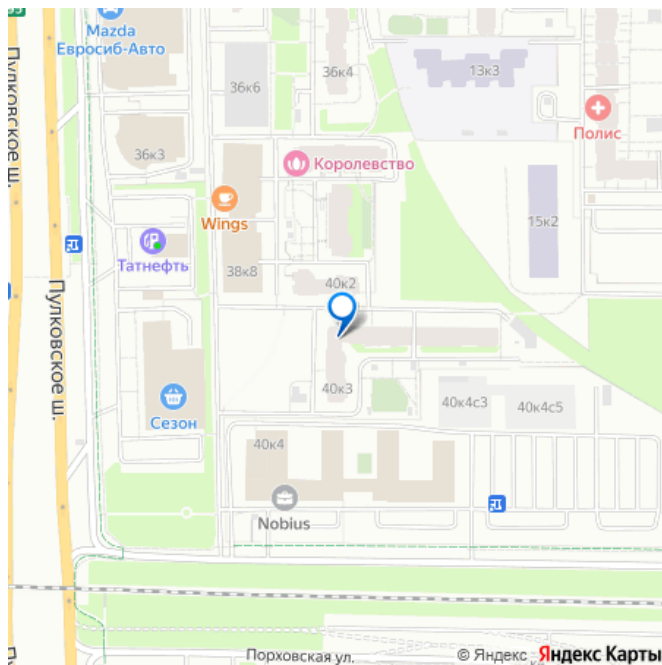 Mazda
Евросиб-Авто
Пулковское ш.
36к6
36к4
13к3
Полис
36к3
Королевство
Wings
15к2
Татнефть
38к8
40к2
Пулковское ш.
40к3
40к4с3
40к4с5
Сезон
40к4
Nobius
Порховская ул.
© Яндекс Яндекс Карты